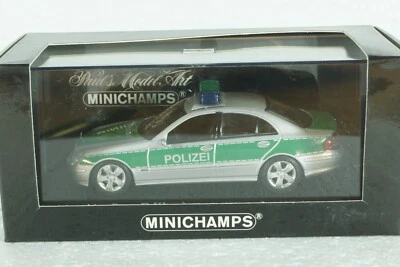 Paul's Model Art
MINICHAMPS
POLIZEI
MINICHAMPS®